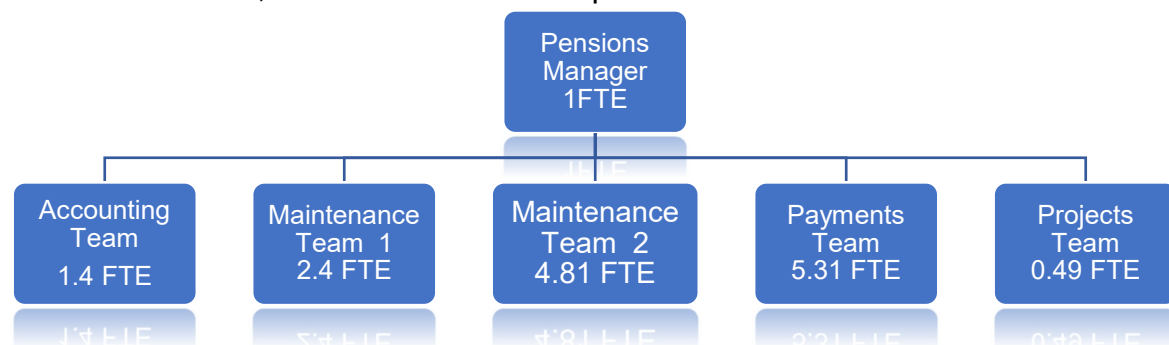 Pensions
Manager
1FTE
Accounting
Team
1.4 FTE
Maintenance
Team 1
2.4 FTE
Maintenance
Team 2
4.81 FTE
Payments
Team
5.31 FTE
Projects
Team
0.49 FTE